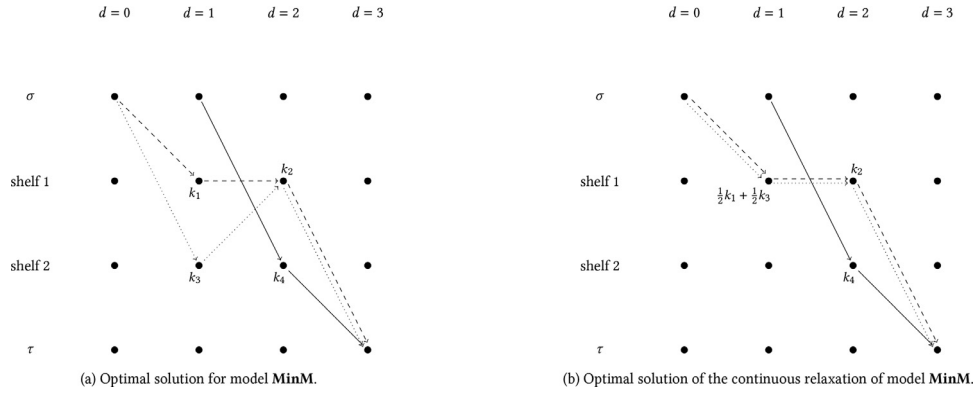 d = 0 d = 1 d = 2 d = 3
σ
k₂
shelf 1
k₁
shelf 2
k₃ k₄
τ
(a) Optimal solution for model MinM.
d = 0 d = 1 d = 2 d = 3
σ
k₂
shelf 1
½k₁ + ½k₃
shelf 2
k₄
τ
(b) Optimal solution of the continuous relaxation of model MinM.